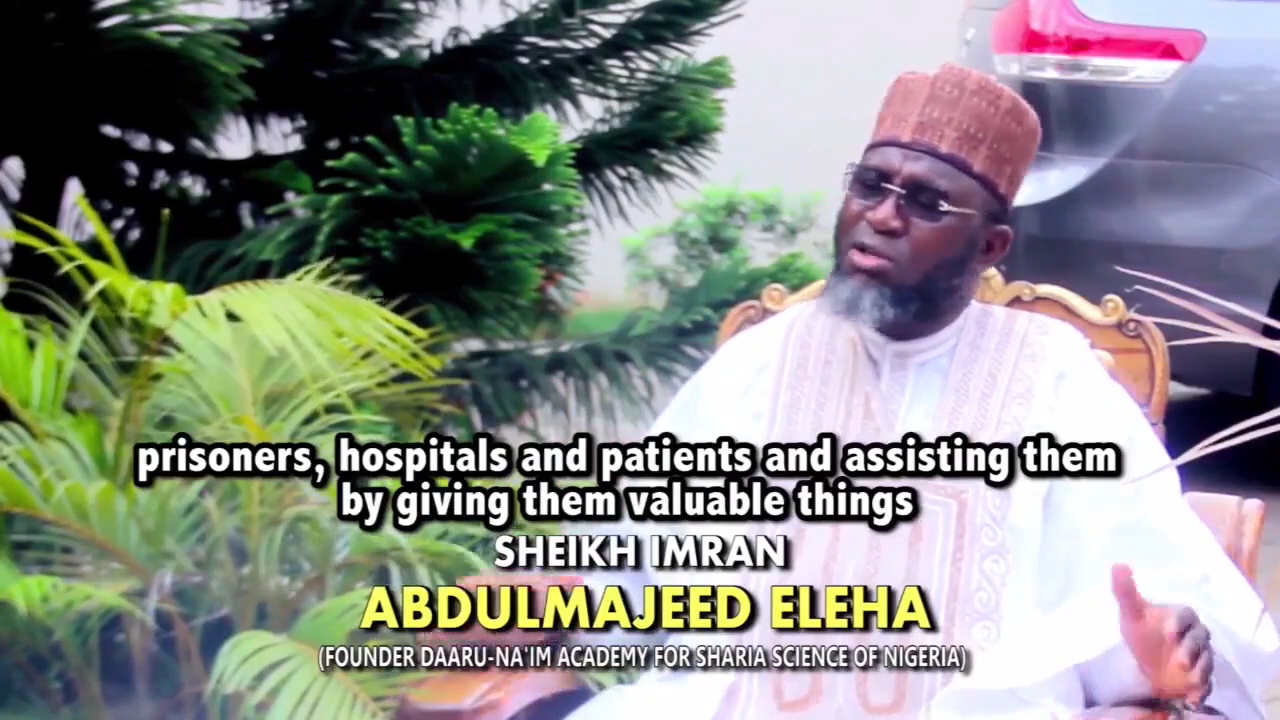 prisoners, hospitals and patients and assisting them
by giving them valuable things
SHEIKH IMRAN
ABDULMAJEED ELEHA
(FOUNDER DAARU-NA'IM ACADEMY FOR SHARIA SCIENCE OF NIGERIA)